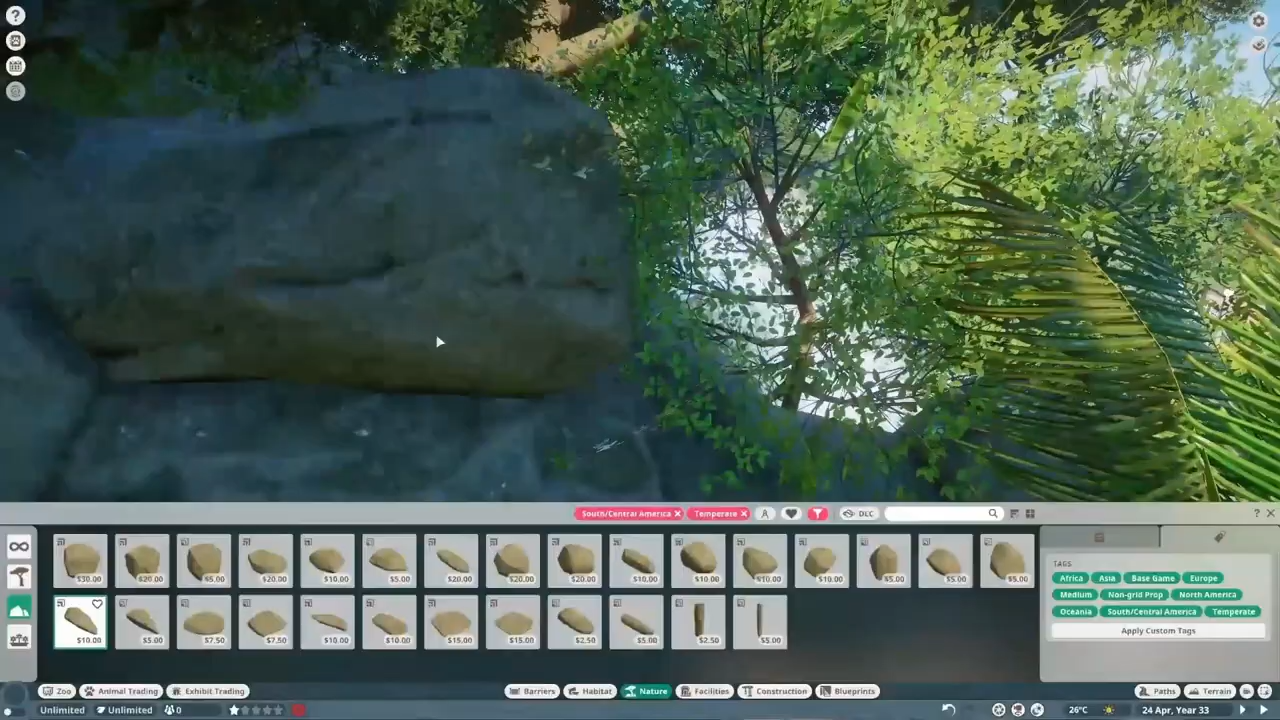 ?
South/Central America × Temperate × DLC ? ×
$30.00 $20.00 $5.00 $20.00 $10.00 $5.00 $20.00 $20.00 $20.00 $10.00 $10.00 $10.00 $10.00 $5.00 $5.00 $5.00
$10.00 $5.00 $7.50 $7.50 $10.00 $10.00 $15.00 $15.00 $2.50 $5.00 $2.50 $5.00
TAGS
Africa Asia Base Game Europe
Medium Non-grid Prop North America
Oceania South/Central America Temperate
Apply Custom Tags
Zoo Animal Trading Exhibit Trading Barriers Habitat Nature Facilities Construction Blueprints Paths Terrain
Unlimited Unlimited 0 26°C 24 Apr, Year 33